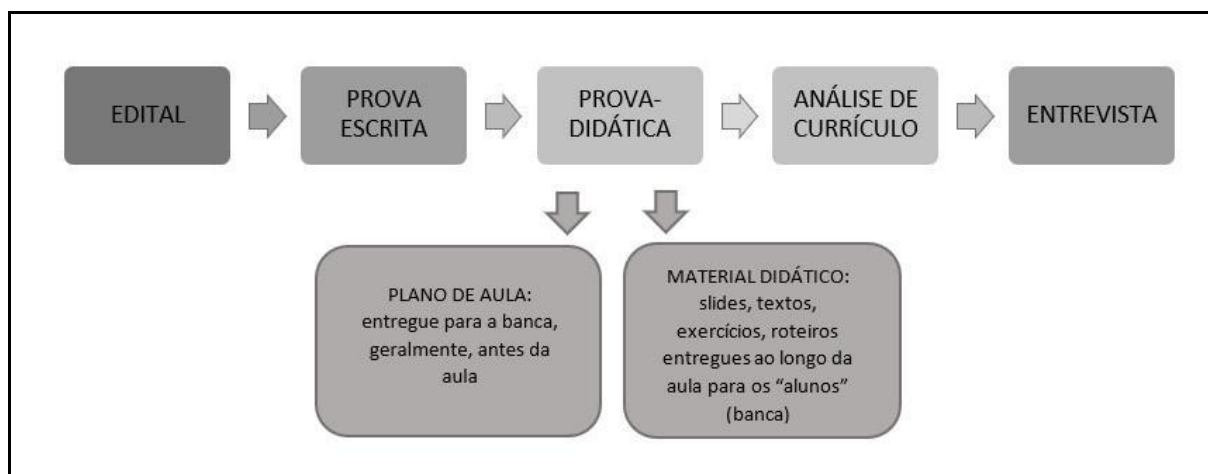 EDITAL
PROVA
ESCRITA
PROVA-
DIDÁTICA
ANÁLISE DE
CURRÍCULO
ENTREVISTA
PLANO DE AULA:
entregue para a banca,
geralmente, antes da
aula
MATERIAL DIDÁTICO:
slides, textos,
exercícios, roteiros
entregues ao longo da
aula para os “alunos”
(banca)